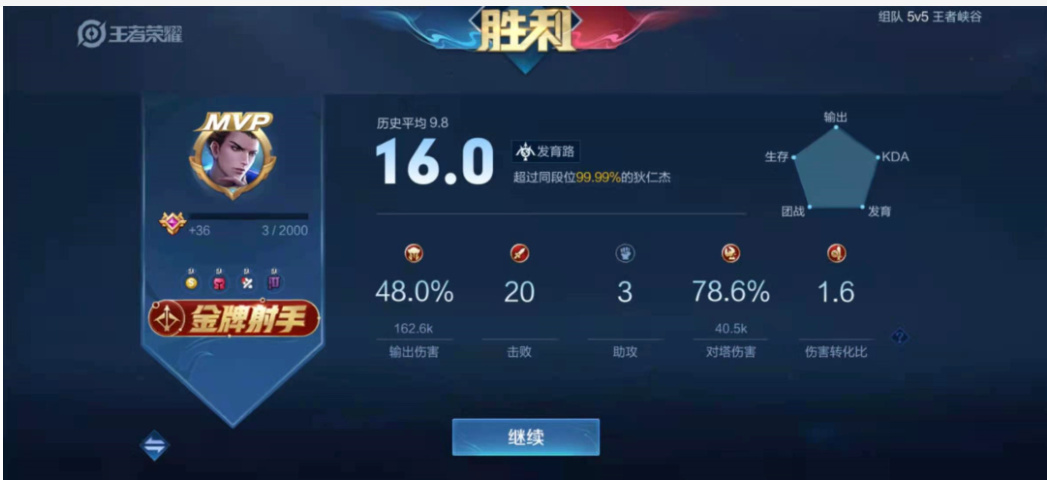 王者荣耀
胜利
组队 5v5 王者峡谷
MVP
+36
3 / 2000
金牌射手
历史平均 9.8
16.0
发育路
超过同段位99.99%的狄仁杰
输出
KDA
发育
团战
生存
48.0%
162.6k
输出伤害
20
击败
3
助攻
78.6%
40.5k
对塔伤害
1.6
伤害转化比
?
继续